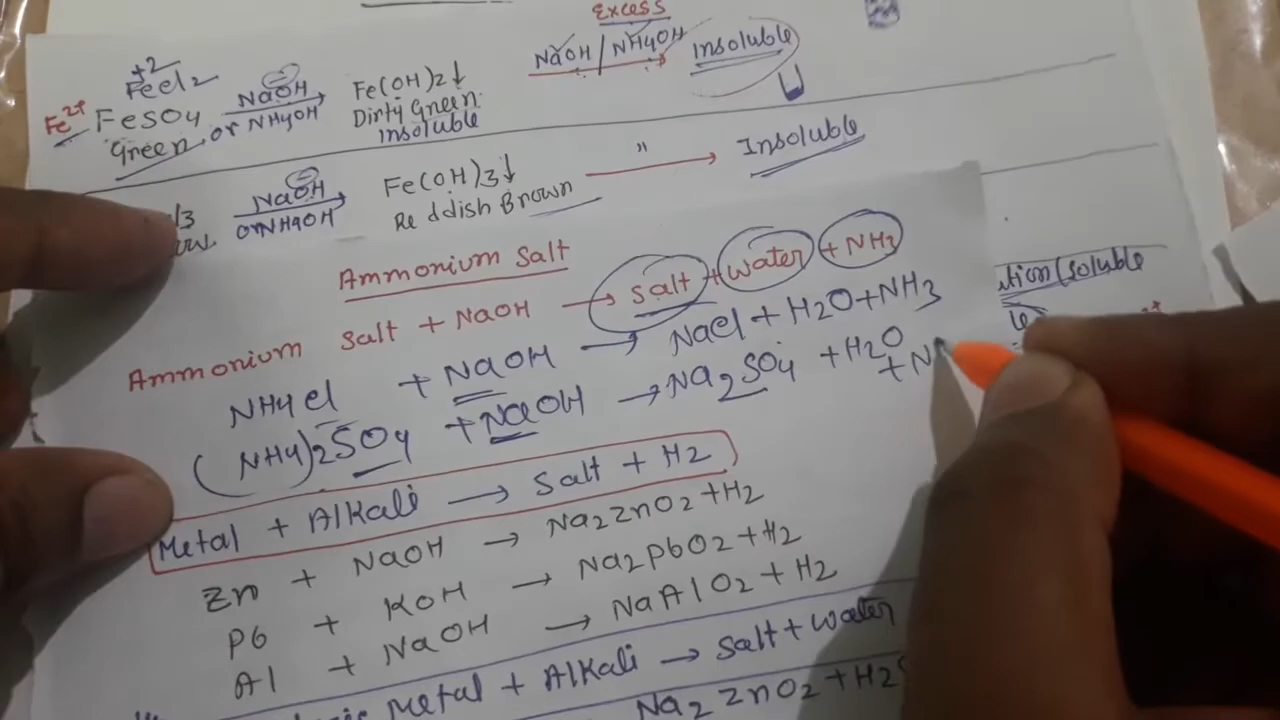 Excess
+2
FeCl2
Fe2+ FeSO4 NaOH Fe(OH)2↓ NaOH/NH4OH Insoluble
or NH4OH Dirty Green
Green insoluble
NaOH Fe(OH)3↓ " Insoluble
or NH4OH Reddish Brown
Ammonium Salt
Ammonium salt + NaOH → salt + water + NH3
NH4Cl + NaOH → NaCl + H2O + NH3
(NH4)2SO4 + NaOH → Na2SO4 + H2O
+ N
(soluble
Metal + Alkali → Salt + H2
Zn + NaOH → Na2ZnO2 + H2
Pb + KOH → Na2PbO2 + H2
Al + NaOH → NaAlO2 + H2
Metal + Alkali → Salt + water
Na2ZnO2 + H2